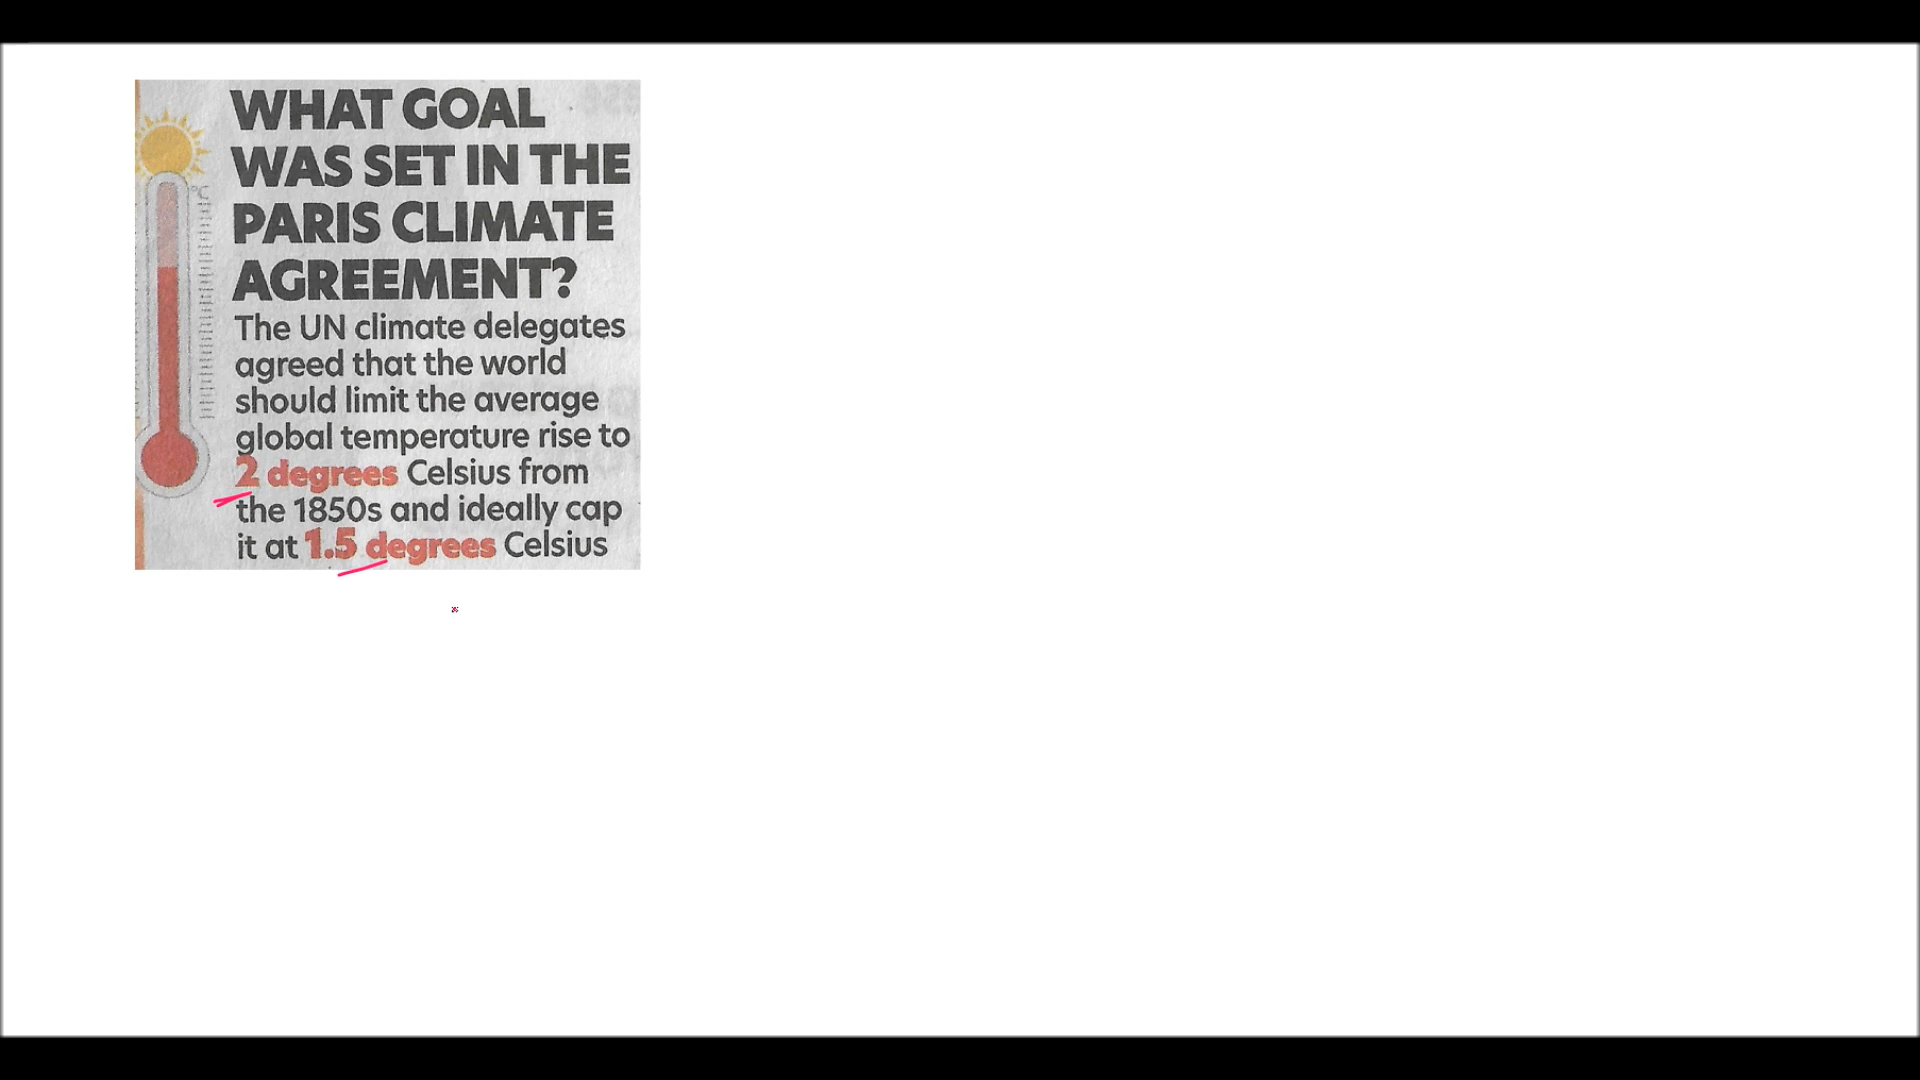 WHAT GOAL
WAS SET IN THE
PARIS CLIMATE
AGREEMENT?
°C
The UN climate delegates
agreed that the world
should limit the average
global temperature rise to
2 degrees Celsius from
the 1850s and ideally cap
it at 1.5 degrees Celsius